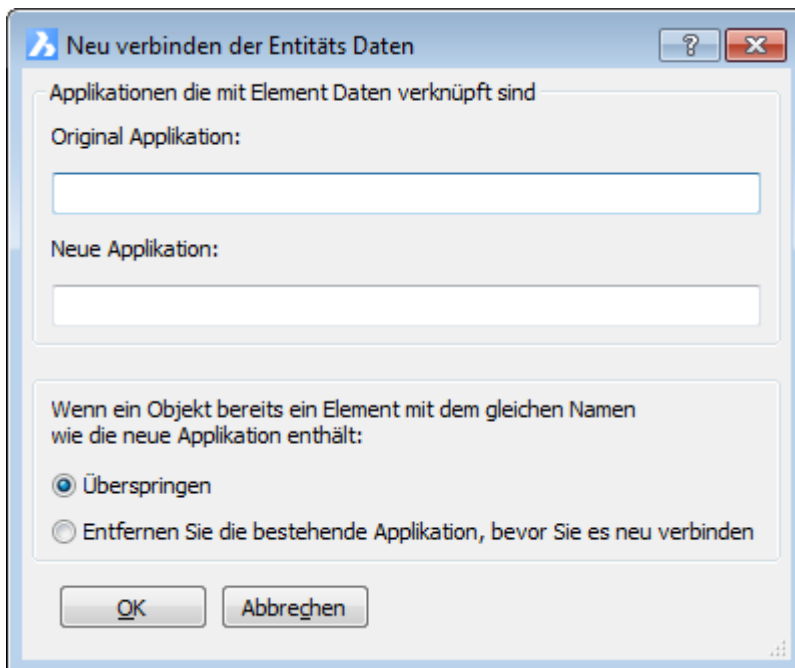 Neu verbinden der Entitäts Daten
Applikationen die mit Element Daten verknüpft sind
Original Applikation:
Neue Applikation:
Wenn ein Objekt bereits ein Element mit dem gleichen Namen
wie die neue Applikation enthält:
Überspringen
Entfernen Sie die bestehende Applikation, bevor Sie es neu verbinden
OK
Abbrechen